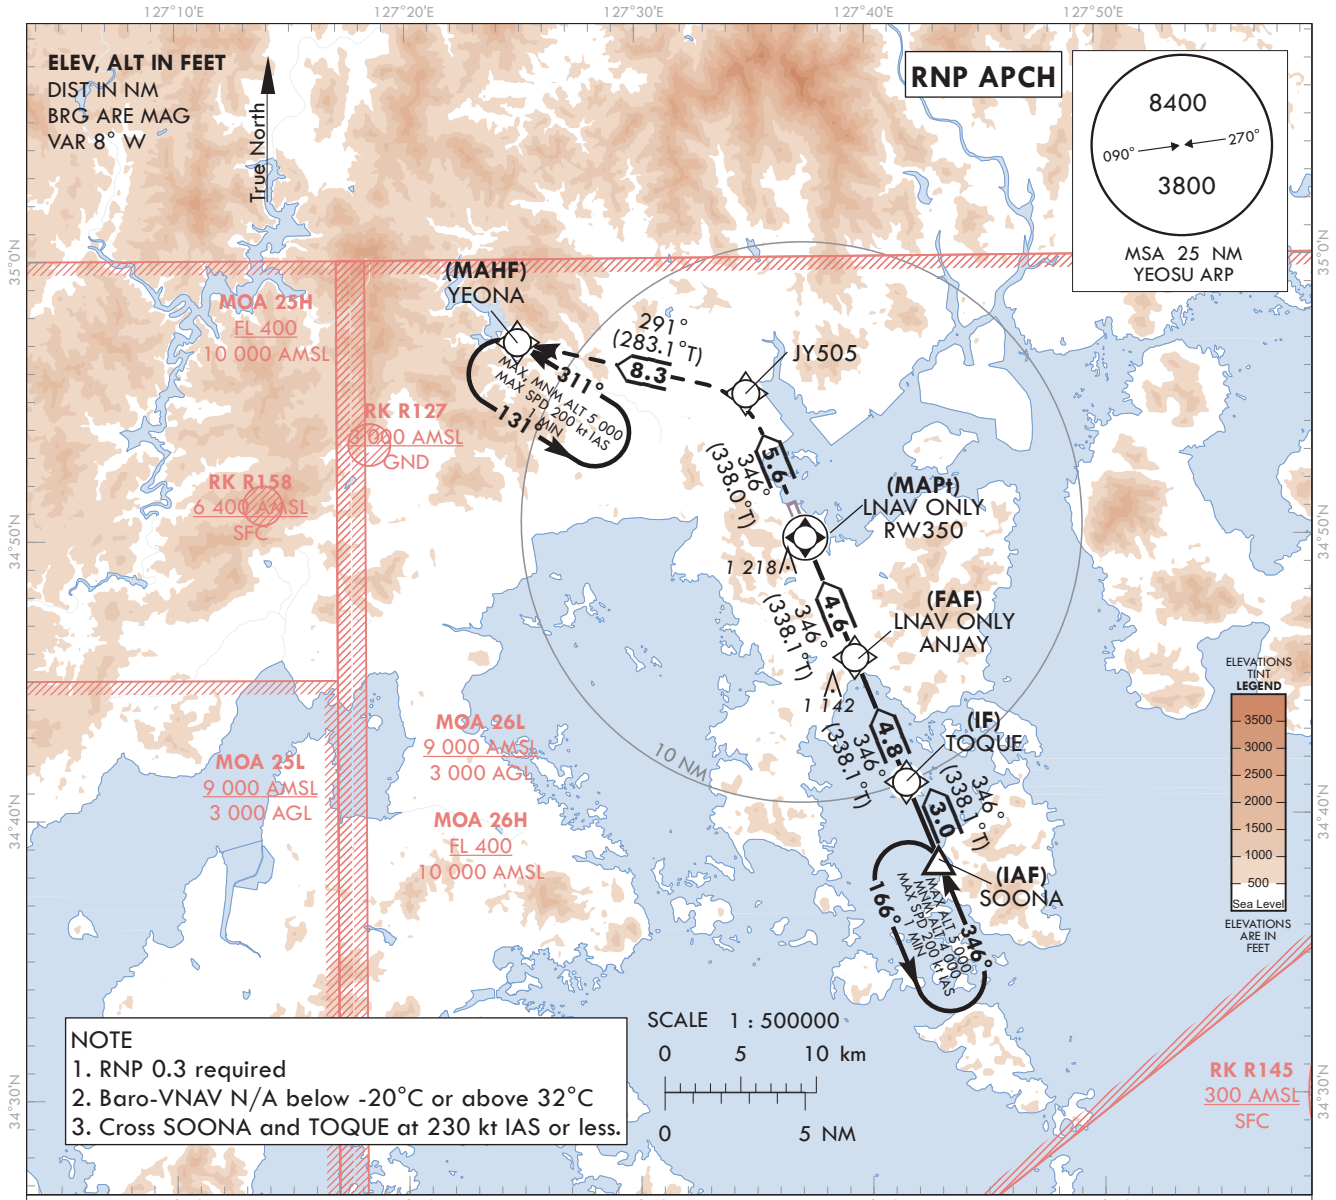 127°10'E
127°20'E
127°30'E
127°40'E
127°50'E
ELEV, ALT IN FEET
DIST IN NM
BRG ARE MAG
VAR 8° W
True North
RNP APCH
8400
090°
270°
3800
MSA 25 NM
YEOSU ARP
35°0'N
35°0'N
(MAHF)
YEONA
MOA 25H
FL 400
10 000 AMSL
291°
(283.1°T)
8.3
JY505
311°
MAX, MNM ALT 5 000
MAX SPD 200 kt IAS
1 MIN
131°
RK R127
3 000 AMSL
GND
RK R158
6 400 AMSL
SFC
5.6
346°
(338.0°T)
(MAPt)
LNAV ONLY
RW350
34°50'N
34°50'N
1 218
4.6
346°
(338.1°T)
(FAF)
LNAV ONLY
ANJAY
1 142
4.8
346°
(338.1°T)
(IF)
TOQUE
10 NM
MOA 26L
9 000 AMSL
3 000 AGL
MOA 25L
9 000 AMSL
3 000 AGL
MOA 26H
FL 400
10 000 AMSL
34°40'N
34°40'N
3.0
346°
(338.1°T)
(IAF)
SOONA
166°
MAX ALT 5 000
MNM ALT 4 000
MAX SPD 200 kt IAS
1 MIN
346°
ELEVATIONS
TINT
LEGEND
3500
3000
2500
2000
1500
1000
500
Sea Level
ELEVATIONS
ARE IN
FEET
NOTE
1. RNP 0.3 required
2. Baro-VNAV N/A below -20°C or above 32°C
3. Cross SOONA and TOQUE at 230 kt IAS or less.
SCALE 1 : 500000
0 5 10 km
0 5 NM
RK R145
300 AMSL
SFC
34°30'N
34°30'N